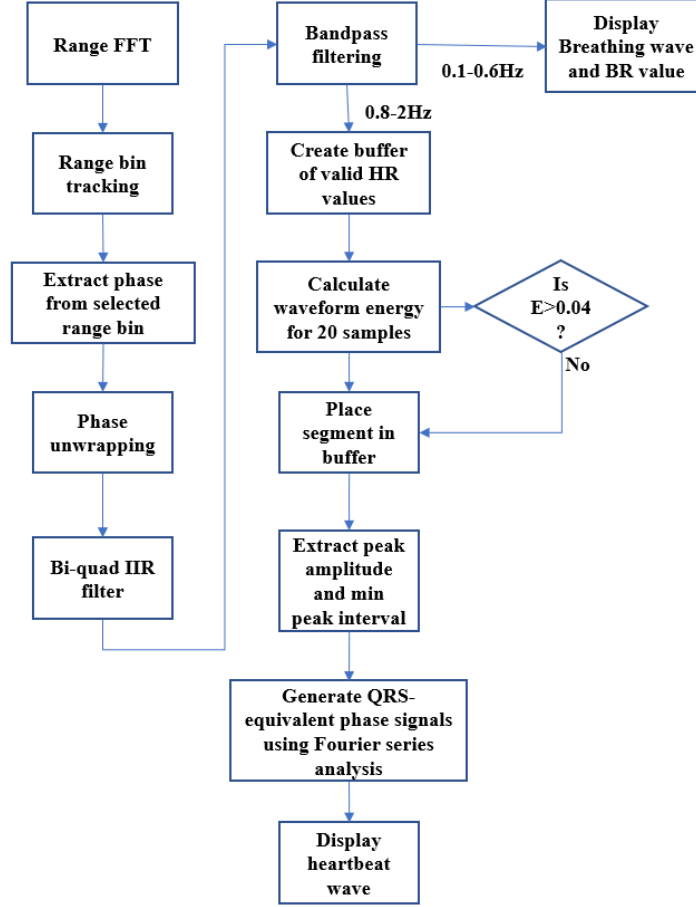 Range FFT
Range bin
tracking
Extract phase
from selected
range bin
Phase
unwrapping
Bi-quad IIR
filter
Bandpass
filtering
0.1-0.6Hz
Display
Breathing wave
and BR value
0.8-2Hz
Create buffer
of valid HR
values
Calculate
waveform energy
for 20 samples
Is
E>0.04
?
No
Place
segment in
buffer
Extract peak
amplitude
and min
peak interval
Generate QRS-
equivalent phase signals
using Fourier series
analysis
Display
heartbeat
wave